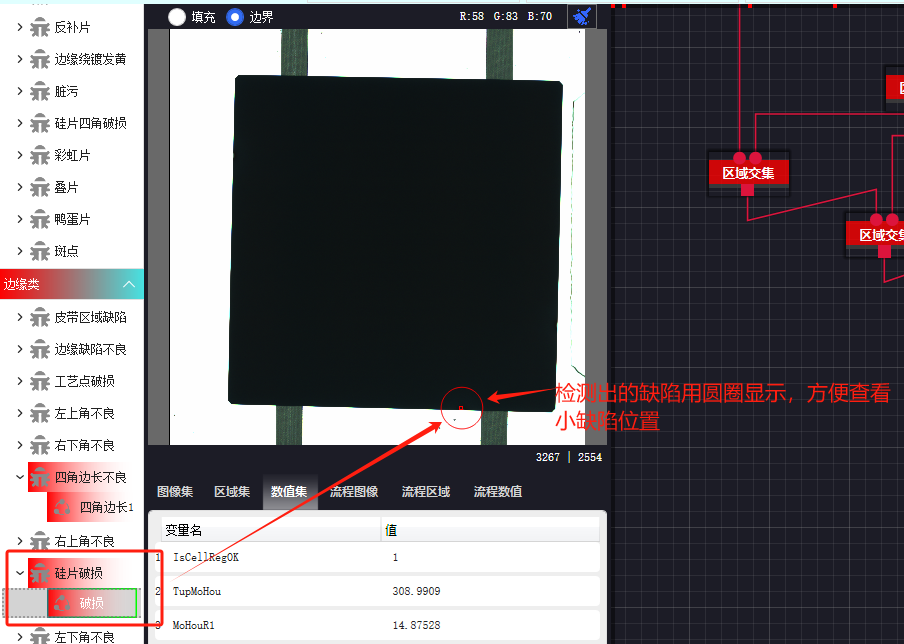 反补片
边缘绕镀发黄
脏污
硅片四角破损
彩虹片
叠片
鸭蛋片
斑点
边缘类
皮带区域缺陷
边缘缺陷不良
工艺点破损
左上角不良
右下角不良
四角边长不良
四角边长1
右上角不良
硅片破损
破损
左下角不良
填充 边界 R:58 G:83 B:70
检测出的缺陷用圆圈显示，方便查看
小缺陷位置
3267 | 2554
图像集 区域集 数值集 流程图像 流程区域 流程数值
变量名 值
1 IsCellRegOK 1
2 TupMoHou 308.9909
3 MoHouR1 14.87528
区域交集
区域交集